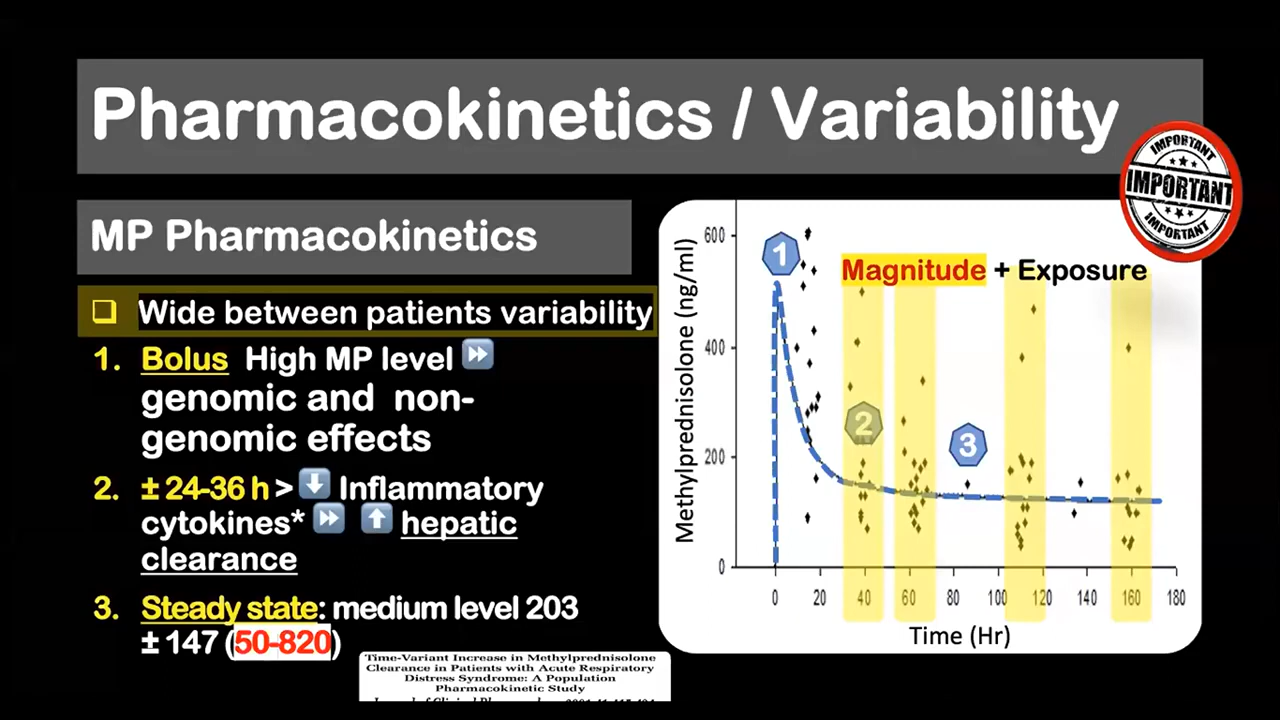 Pharmacokinetics / Variability
IMPORTANT
IMPORTANT
IMPORTANT
MP Pharmacokinetics
❑ Wide between patients variability
1. Bolus High MP level ⏩
genomic and non-
genomic effects
2. ± 24-36 h > ⬇ Inflammatory
cytokines* ⏩ ⬆ hepatic
clearance
3. Steady state: medium level 203
± 147 (50-820)
Time-Variant Increase in Methylprednisolone
Clearance in Patients with Acute Respiratory
Distress Syndrome: A Population
Pharmacokinetic Study
Methylprednisolone (ng/ml)
600
400
200
0
1
Magnitude + Exposure
2
3
0 20 40 60 80 100 120 140 160 180
Time (Hr)